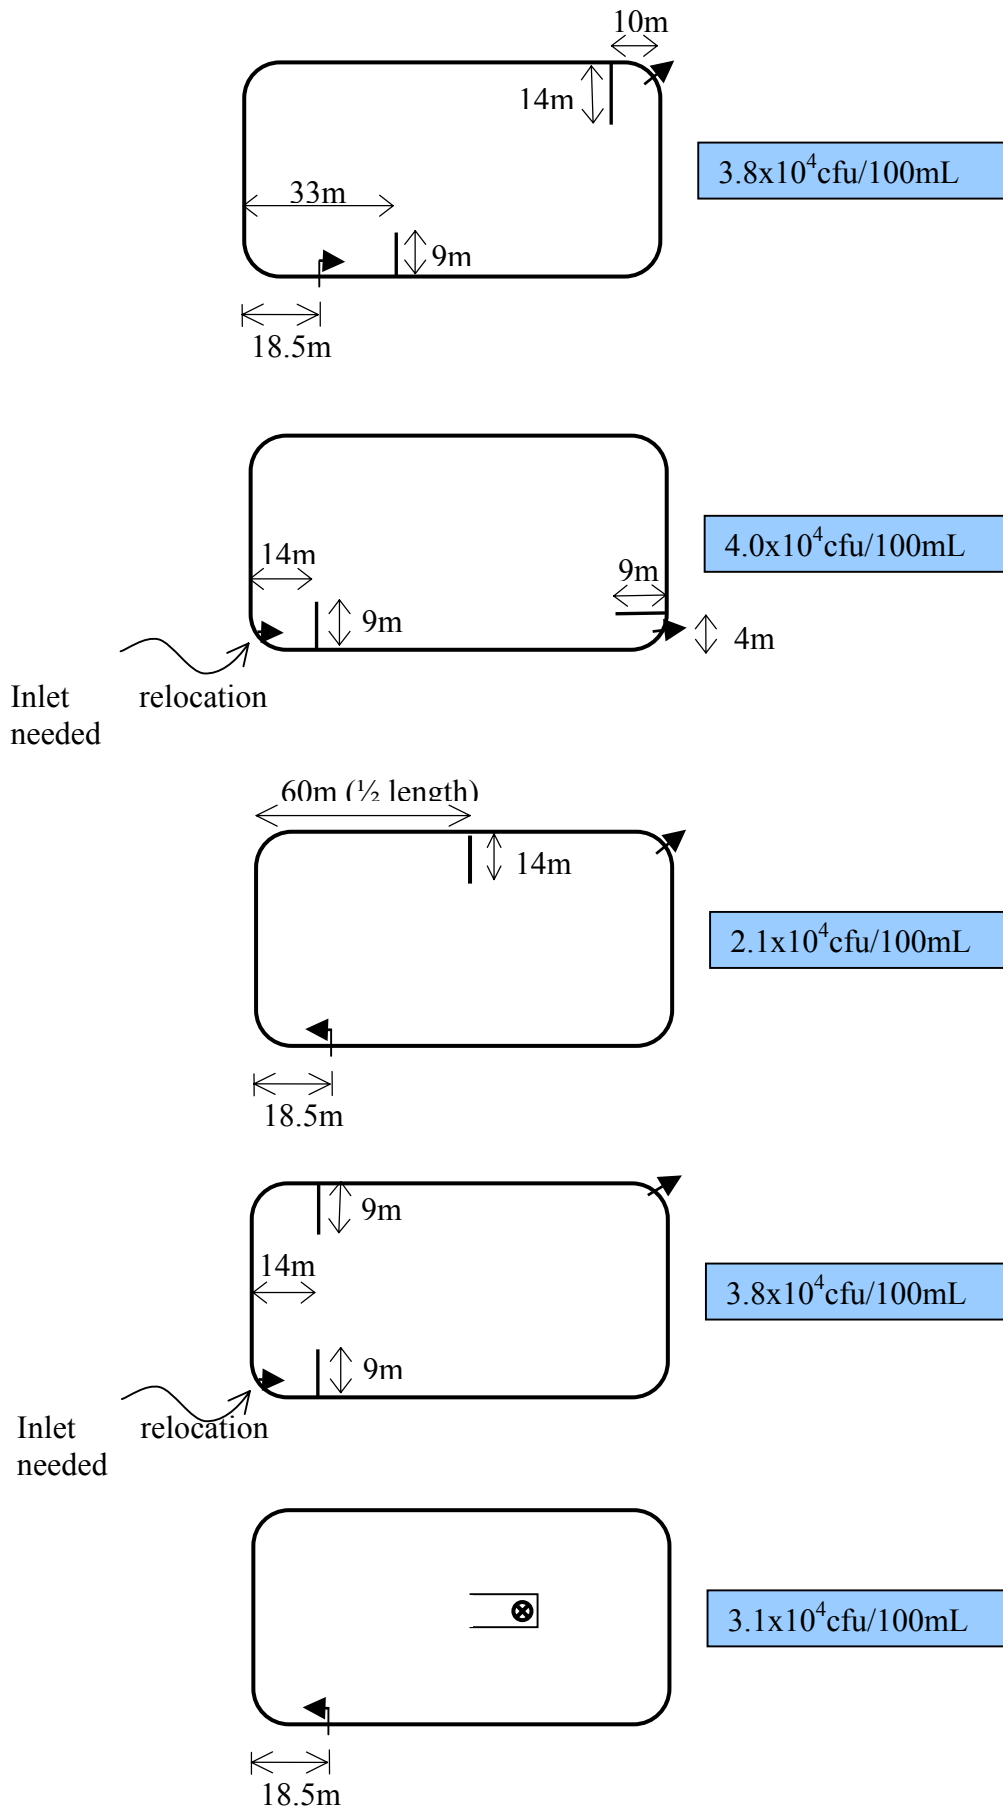 10m
14m
3.8x10⁴cfu/100mL
33m
9m
18.5m
4.0x10⁴cfu/100mL
14m
9m
9m
4m
Inlet relocation
needed
60m (½ length)
14m
2.1x10⁴cfu/100mL
18.5m
9m
14m
3.8x10⁴cfu/100mL
9m
Inlet relocation
needed
3.1x10⁴cfu/100mL
18.5m